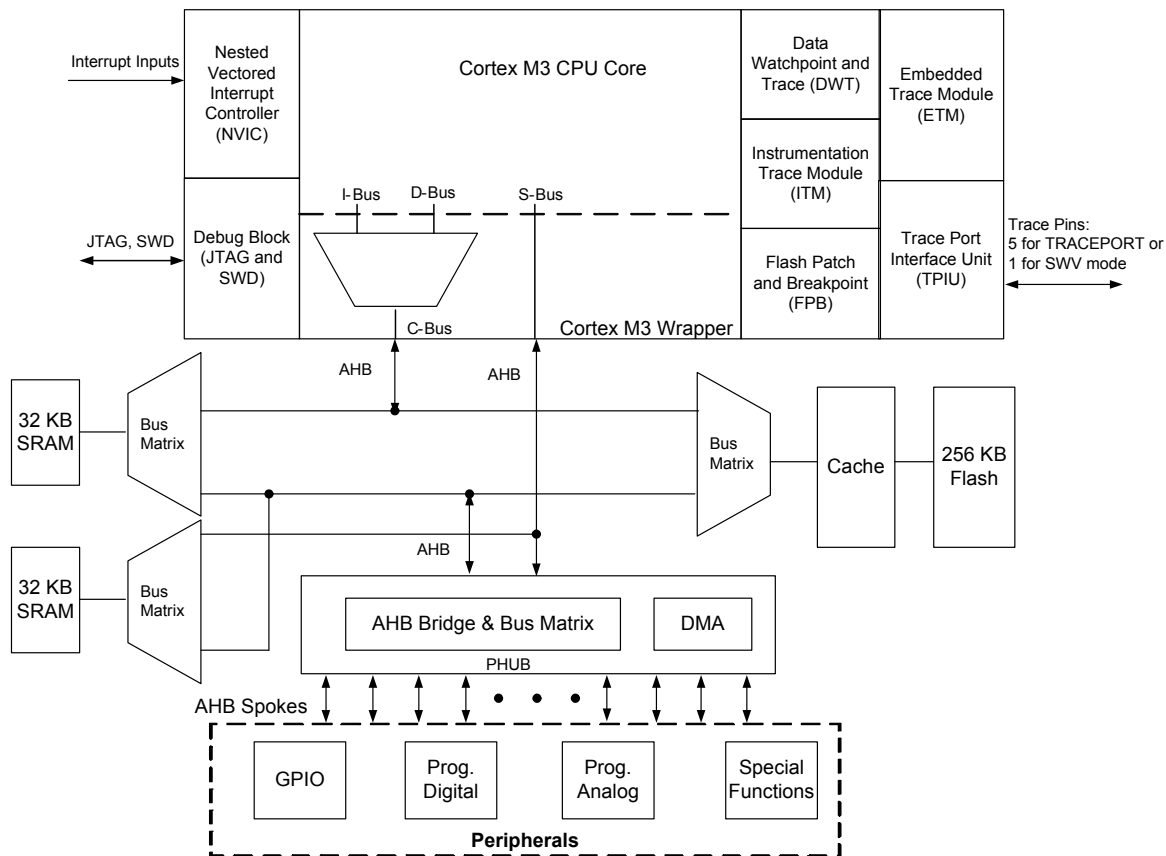 Interrupt Inputs
Nested
Vectored
Interrupt
Controller
(NVIC)
Cortex M3 CPU Core
Data
Watchpoint and
Trace (DWT)
Embedded
Trace Module
(ETM)
Instrumentation
Trace Module
(ITM)
I-Bus
D-Bus
S-Bus
JTAG, SWD
Debug Block
(JTAG and
SWD)
Flash Patch
and Breakpoint
(FPB)
Trace Port
Interface Unit
(TPIU)
Trace Pins:
5 for TRACEPORT or
1 for SWV mode
C-Bus
Cortex M3 Wrapper
AHB
AHB
32 KB
SRAM
Bus
Matrix
Bus
Matrix
Cache
256 KB
Flash
AHB
32 KB
SRAM
Bus
Matrix
AHB Bridge & Bus Matrix
DMA
PHUB
AHB Spokes
GPIO
Prog.
Digital
Prog.
Analog
Special
Functions
Peripherals